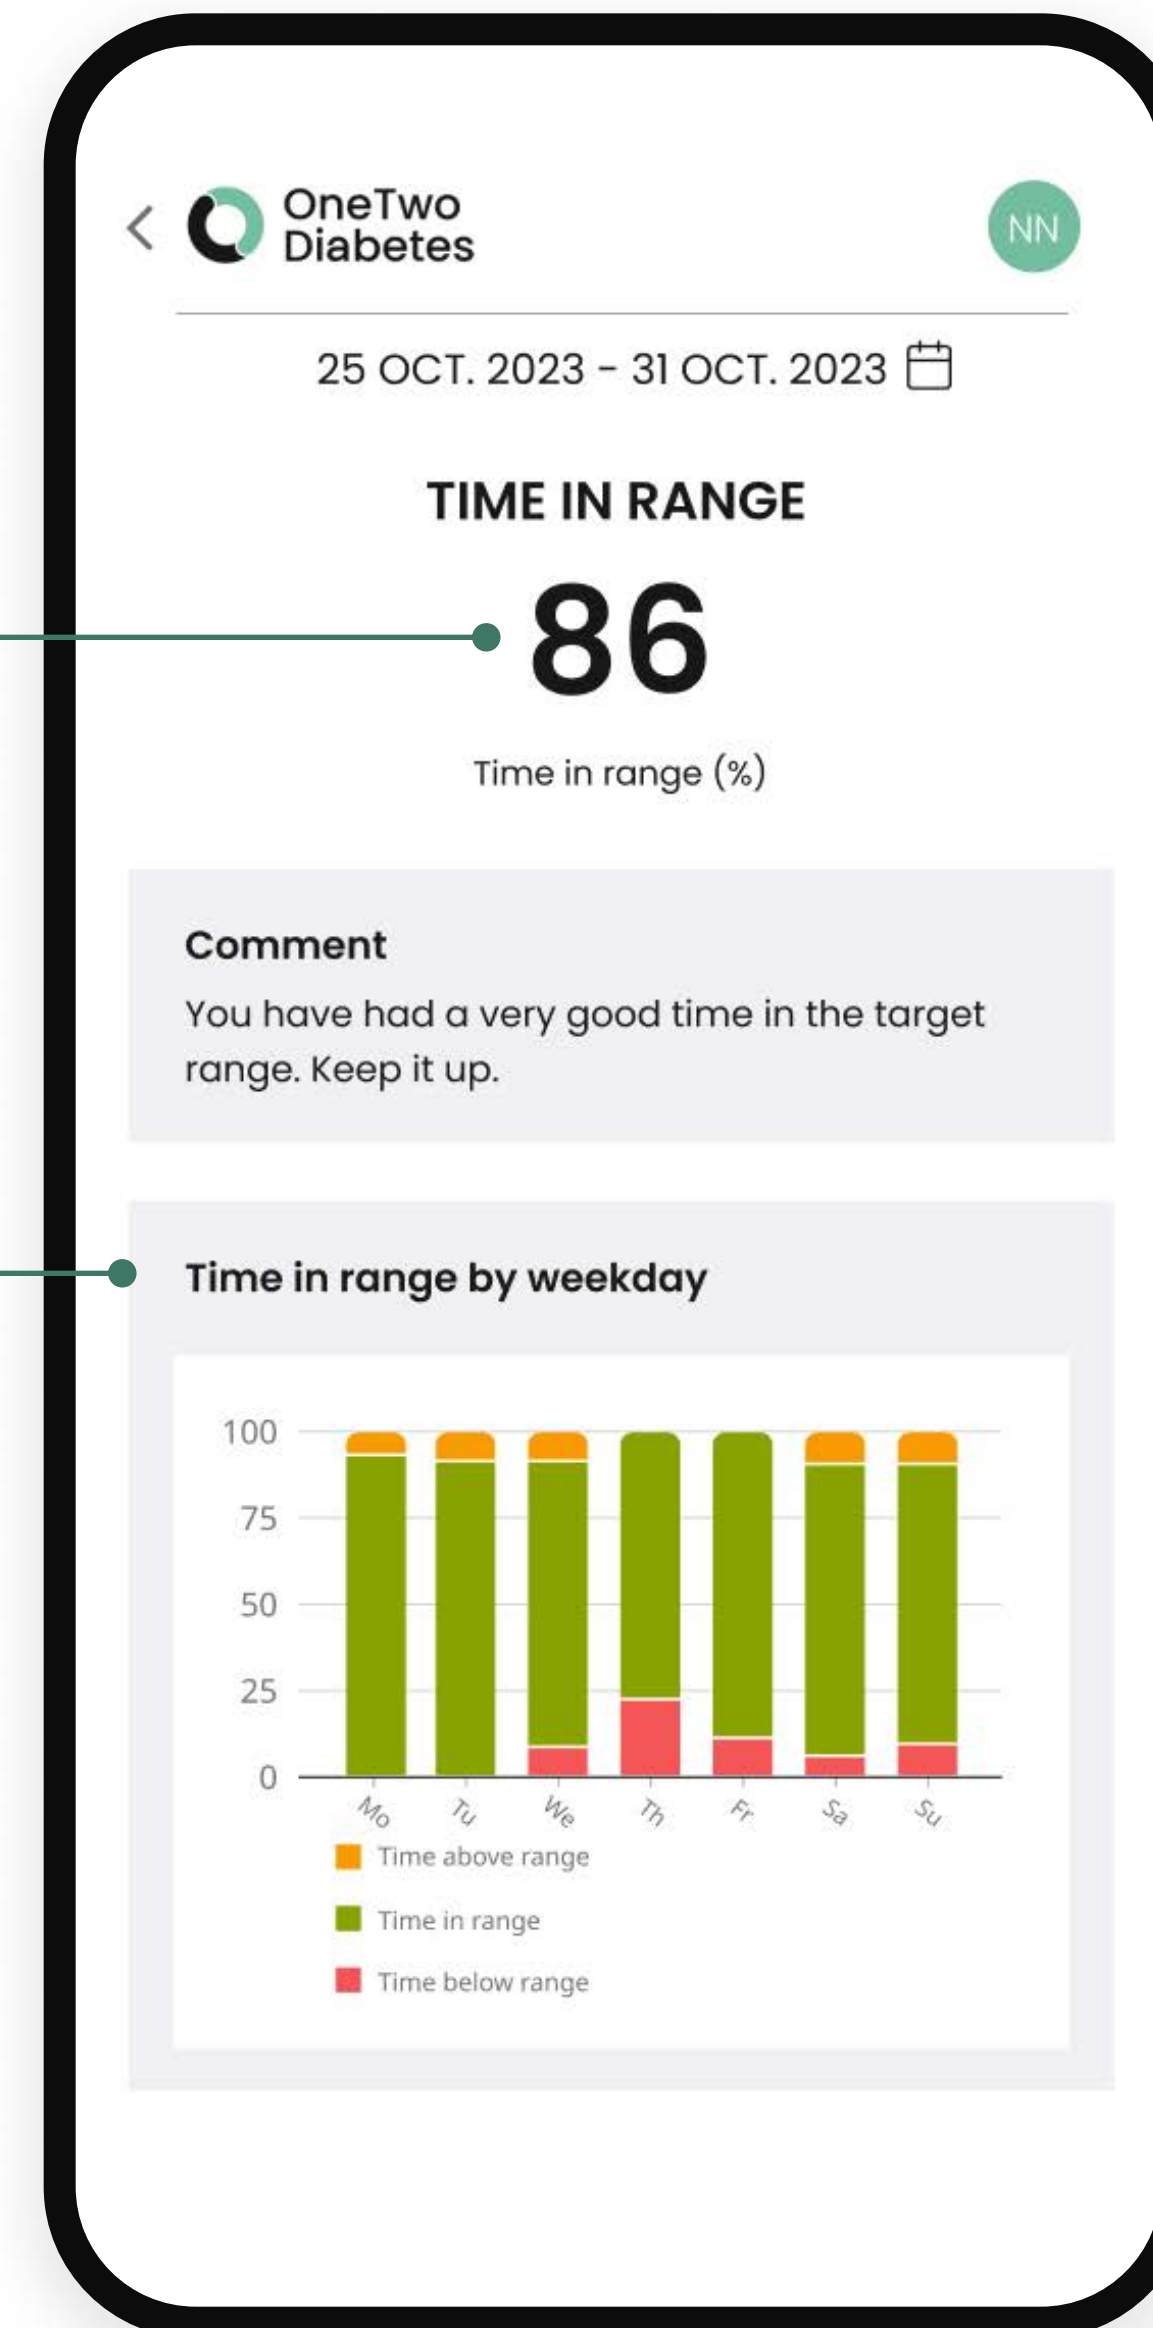 OneTwo
Diabetes
NN
25 OCT. 2023 - 31 OCT. 2023
TIME IN RANGE
86
Time in range (%)
Comment
You have had a very good time in the target
range. Keep it up.
Time in range by weekday
100
75
50
25
0
Mo Tu We Th Fr Sa Su
Time above range
Time in range
Time below range